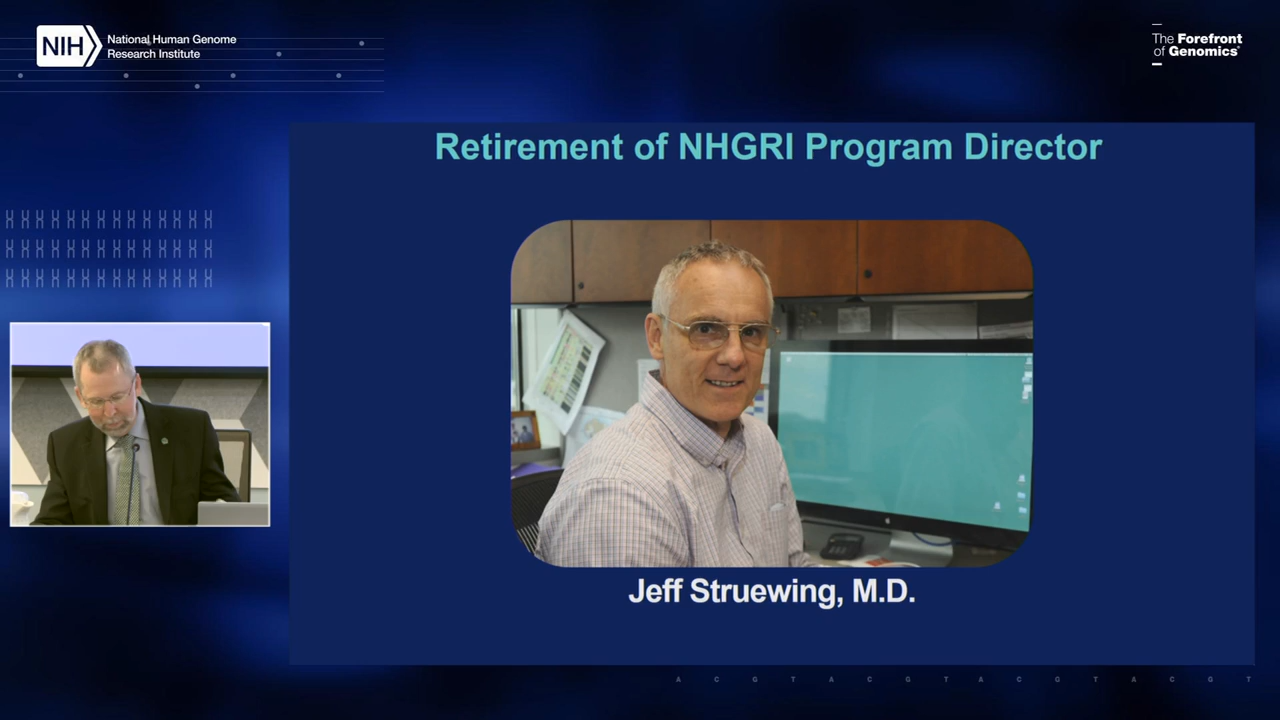 NIH
National Human Genome
Research Institute
The Forefront
of Genomics®
Retirement of NHGRI Program Director
Jeff Struewing, M.D.
A C G T A C G T A C G T A C G T